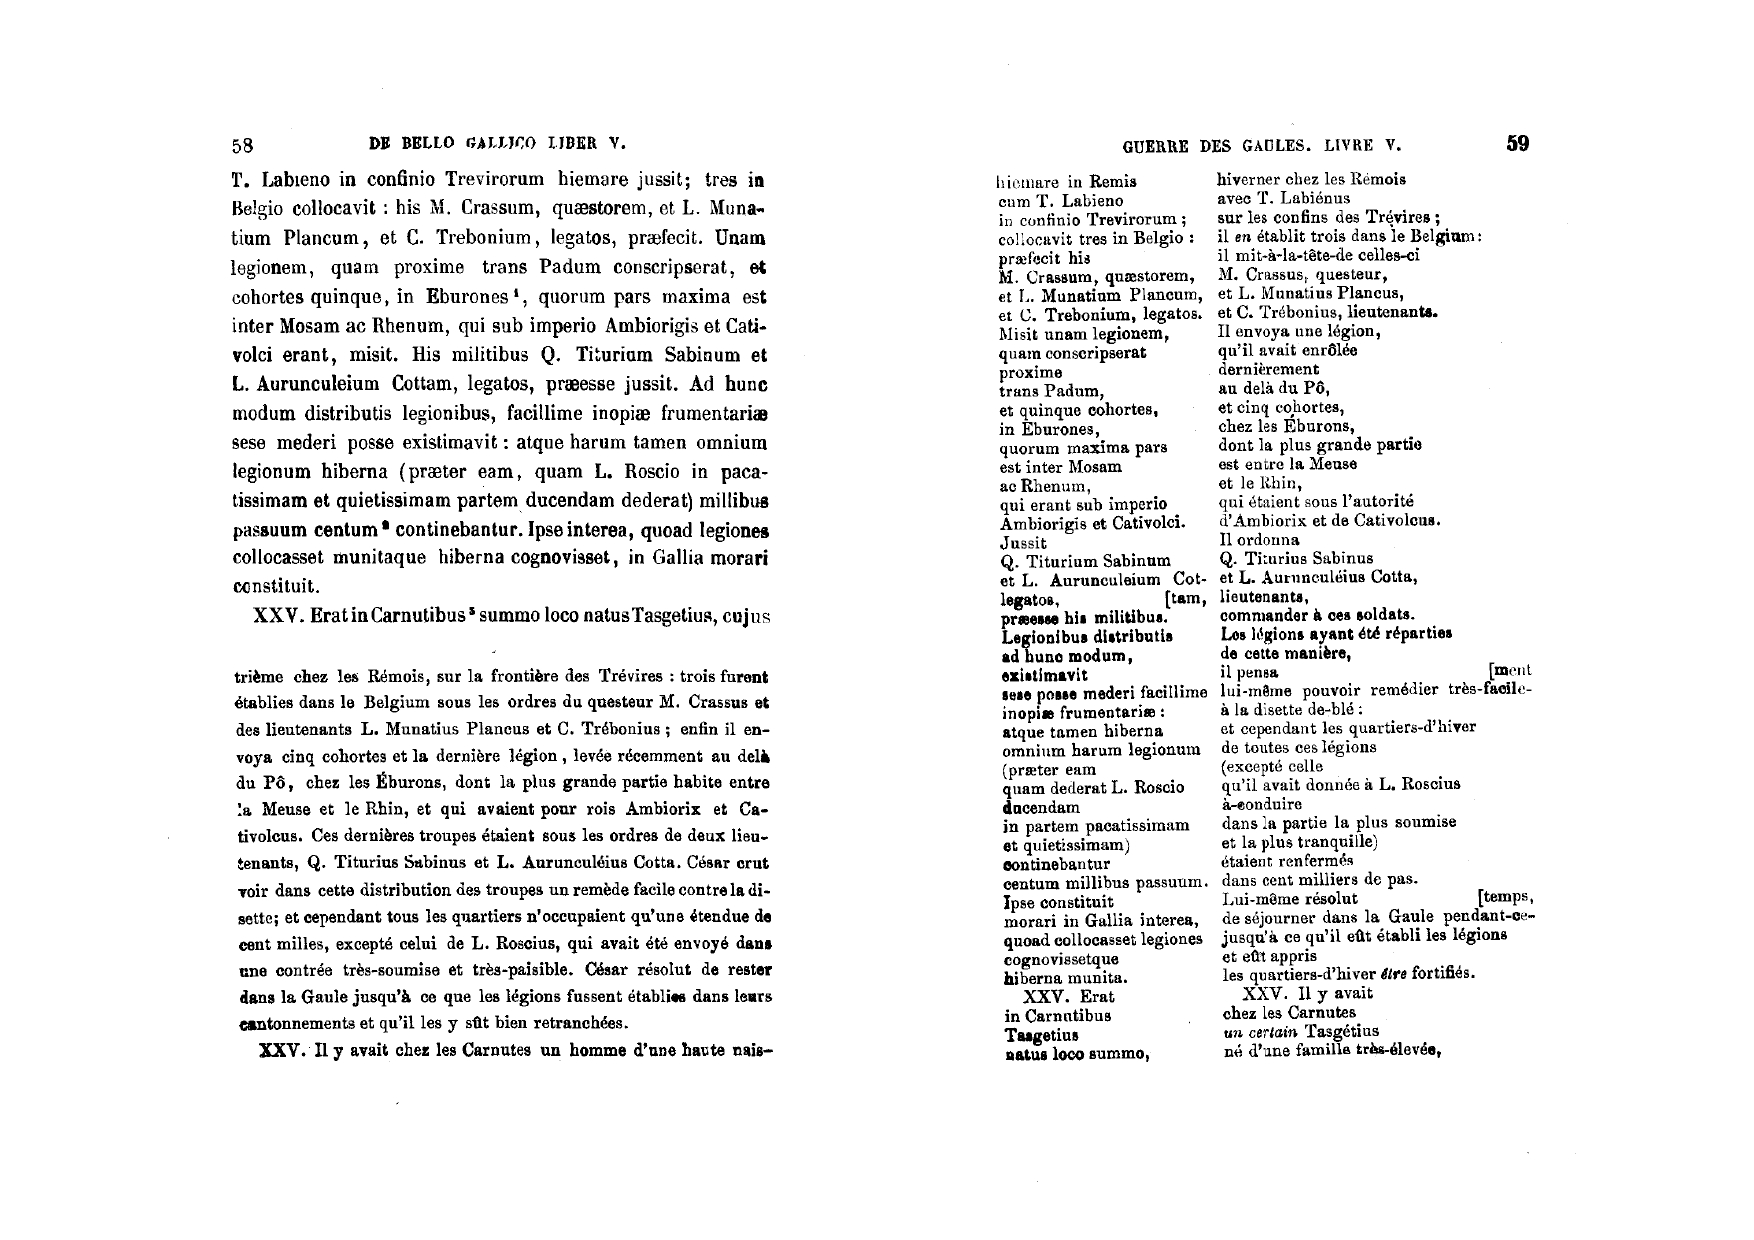 58 DE BELLO GALLICO LIBER V.
T. Labieno in confinio Trevirorum hiemare jussit; tres in
Belgio collocavit : his M. Crassum, quæstorem, et L. Muna-
tium Plancum, et C. Trebonium, legatos, præfecit. Unam
legionem, quam proxime trans Padum conscripserat, et
cohortes quinque, in Eburones¹, quorum pars maxima est
inter Mosam ac Rhenum, qui sub imperio Ambiorigis et Cati-
volci erant, misit. His militibus Q. Titurium Sabinum et
L. Aurunculeium Cottam, legatos, præesse jussit. Ad hunc
modum distributis legionibus, facillime inopiæ frumentariæ
sese mederi posse existimavit : atque harum tamen omnium
legionum hiberna (præter eam, quam L. Roscio in paca-
tissimam et quietissimam partem ducendam dederat) millibus
passuum centum² continebantur. Ipse interea, quoad legiones
collocasset munitaque hiberna cognovisset, in Gallia morari
constituit.
XXV. Erat in Carnutibus³ summo loco natus Tasgetius, cujus
trième chez les Rémois, sur la frontière des Trévires : trois furent
établies dans le Belgium sous les ordres du questeur M. Crassus et
des lieutenants L. Munatius Plancus et C. Trébonius ; enfin il en-
voya cinq cohortes et la dernière légion, levée récemment au delà
du Pô, chez les Éburons, dont la plus grande partie habite entre
la Meuse et le Rhin, et qui avaient pour rois Ambiorix et Ca-
tivolcus. Ces dernières troupes étaient sous les ordres de deux lieu-
tenants, Q. Titurius Sabinus et L. Aurunculéius Cotta. César crut
voir dans cette distribution des troupes un remède facile contre la di-
sette; et cependant tous les quartiers n'occupaient qu'une étendue de
cent milles, excepté celui de L. Roscius, qui avait été envoyé dans
une contrée très-soumise et très-paisible. César résolut de rester
dans la Gaule jusqu'à ce que les légions fussent établies dans leurs
cantonnements et qu'il les y sût bien retranchées.
XXV. Il y avait chez les Carnutes un homme d'une haute nais-
GUERRE DES GAULES. LIVRE V. 59
hiemare in Remis
cum T. Labieno
in confinio Trevirorum ;
collocavit tres in Belgio :
præfecit his
M. Crassum, quæstorem,
et L. Munatium Plancum,
et C. Trebonium, legatos.
Misit unam legionem,
quam conscripserat
proxime
trans Padum,
et quinque cohortes,
in Eburones,
quorum maxima pars
est inter Mosam
ac Rhenum,
qui erant sub imperio
Ambiorigis et Cativolci.
Jussit
Q. Titurium Sabinum
et L. Aurunculeium Cot-
legatos, [tam,
præesse his militibus.
Legionibus distributis
ad hunc modum,
existimavit
sese posse mederi facillime
inopiæ frumentariæ :
atque tamen hiberna
omnium harum legionum
(præter eam
quam dederat L. Roscio
ducendam
in partem pacatissimam
et quietissimam)
continebantur
centum millibus passuum.
Ipse constituit
morari in Gallia interea,
quoad collocasset legiones
cognovissetque
hiberna munita.
XXV. Erat
in Carnutibus
Tasgetius
natus loco summo,
hiverner chez les Rémois
avec T. Labiénus
sur les confins des Trévires ;
il en établit trois dans le Belgium :
il mit-à-la-tête-de celles-ci
M. Crassus, questeur,
et L. Munatius Plancus,
et C. Trébonius, lieutenants.
Il envoya une légion,
qu'il avait enrôlée
dernièrement
au delà du Pô,
et cinq cohortes,
chez les Éburons,
dont la plus grande partie
est entre la Meuse
et le Rhin,
qui étaient sous l'autorité
d'Ambiorix et de Cativolcus.
Il ordonna
Q. Titurius Sabinus
et L. Aurunculéius Cotta,
lieutenants,
commander à ces soldats.
Les légions ayant été réparties
de cette manière,
il pensa [ment
lui-même pouvoir remédier très-facile-
à la disette de-blé :
et cependant les quartiers-d'hiver
de toutes ces légions
(excepté celle
qu'il avait donnée à L. Roscius
à-conduire
dans la partie la plus soumise
et la plus tranquille)
étaient renfermés
dans cent milliers de pas.
Lui-même résolut [temps,
de séjourner dans la Gaule pendant-ce-
jusqu'à ce qu'il eût établi les légions
et eût appris
les quartiers-d'hiver être fortifiés.
XXV. Il y avait
chez les Carnutes
un certain Tasgétius
né d'une famille très-élevée,